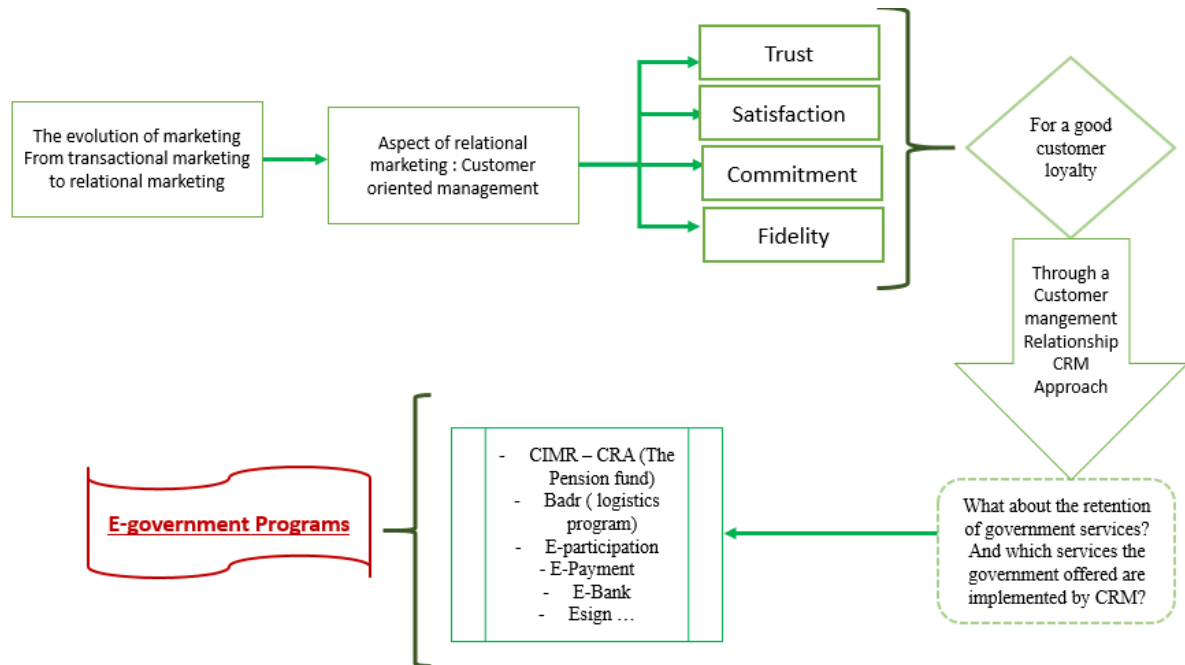 The evolution of marketing
From transactional marketing
to relational marketing
Aspect of relational
marketing : Customer
oriented management
Trust
Satisfaction
Commitment
Fidelity
For a good
customer
loyalty
Through a
Customer
mangement
Relationship
CRM
Approach
What about the retention
of government services?
And which services the
government offered are
implemented by CRM?
- CIMR – CRA (The
Pension fund)
- Badr ( logistics
program)
- E-participation
- E-Payment
- E-Bank
- Esign ...
E-government Programs